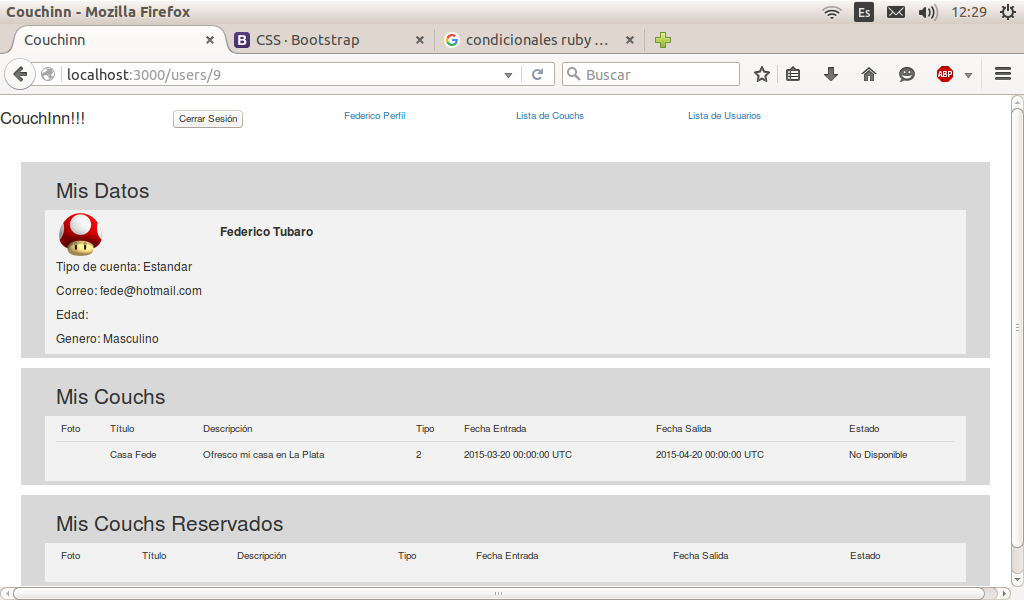 Couchinn - Mozilla Firefox
Es
12:29
Couchinn
B CSS · Bootstrap
G condicionales ruby ...
localhost:3000/users/9
Buscar
ABP
CouchInn!!!
Cerrar Sesión
Federico Perfil
Lista de Couchs
Lista de Usuarios
Mis Datos
Federico Tubaro
Tipo de cuenta: Estandar
Correo: fede@hotmail.com
Edad:
Genero: Masculino
Mis Couchs
Foto Título Descripción Tipo Fecha Entrada Fecha Salida Estado
Casa Fede Ofresco mi casa en La Plata 2 2015-03-20 00:00:00 UTC 2015-04-20 00:00:00 UTC No Disponible
Mis Couchs Reservados
Foto Título Descripción Tipo Fecha Entrada Fecha Salida Estado